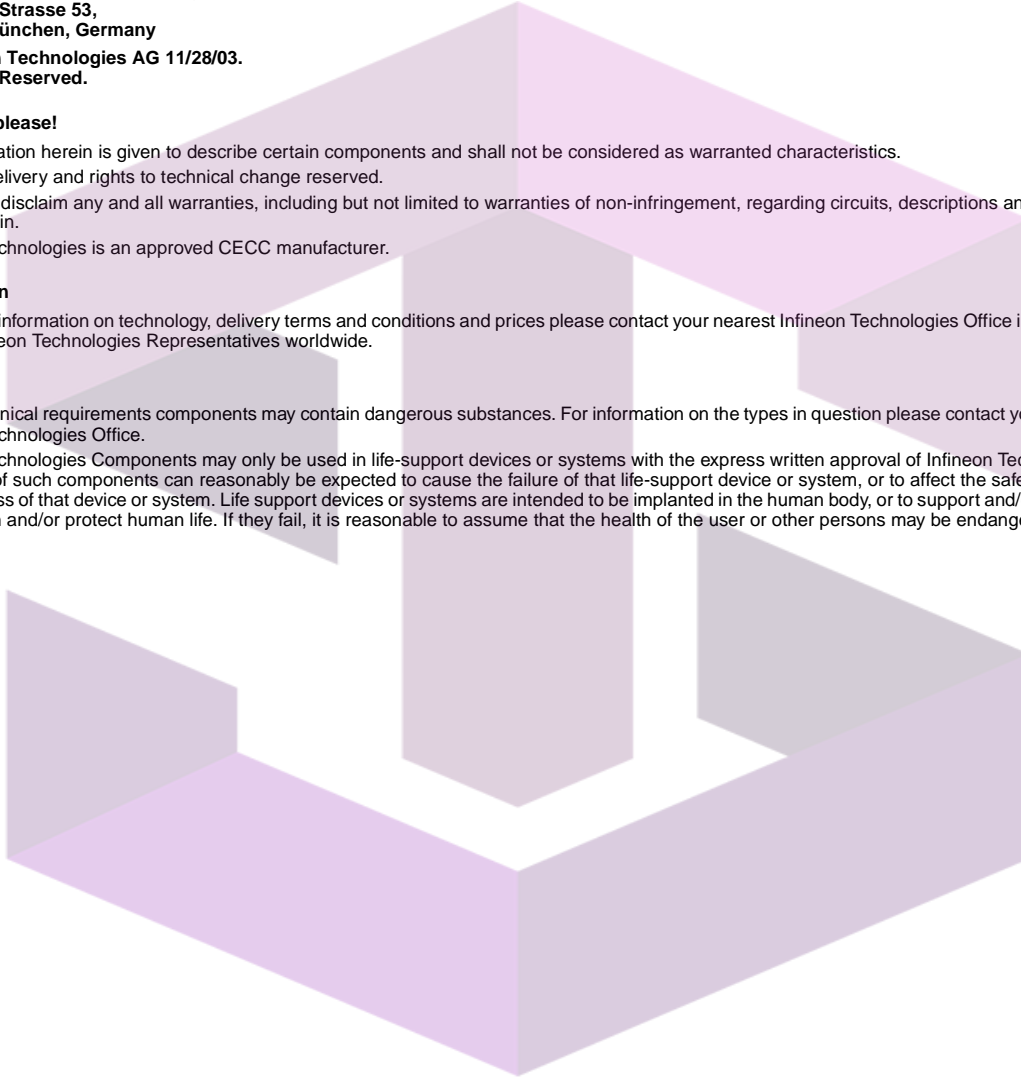 Strasse 53,
ünchen, Germany
Technologies AG 11/28/03.
Reserved.
please!
ation herein is given to describe certain components and shall not be considered as warranted characteristics.
elivery and rights to technical change reserved.
disclaim any and all warranties, including but not limited to warranties of non-infringement, regarding circuits, descriptions an
in.
chnologies is an approved CECC manufacturer.
n
information on technology, delivery terms and conditions and prices please contact your nearest Infineon Technologies Office i
eon Technologies Representatives worldwide.
nical requirements components may contain dangerous substances. For information on the types in question please contact yo
chnologies Office.
chnologies Components may only be used in life-support devices or systems with the express written approval of Infineon Tec
of such components can reasonably be expected to cause the failure of that life-support device or system, or to affect the safe
ss of that device or system. Life support devices or systems are intended to be implanted in the human body, or to support and/
n and/or protect human life. If they fail, it is reasonable to assume that the health of the user or other persons may be endange